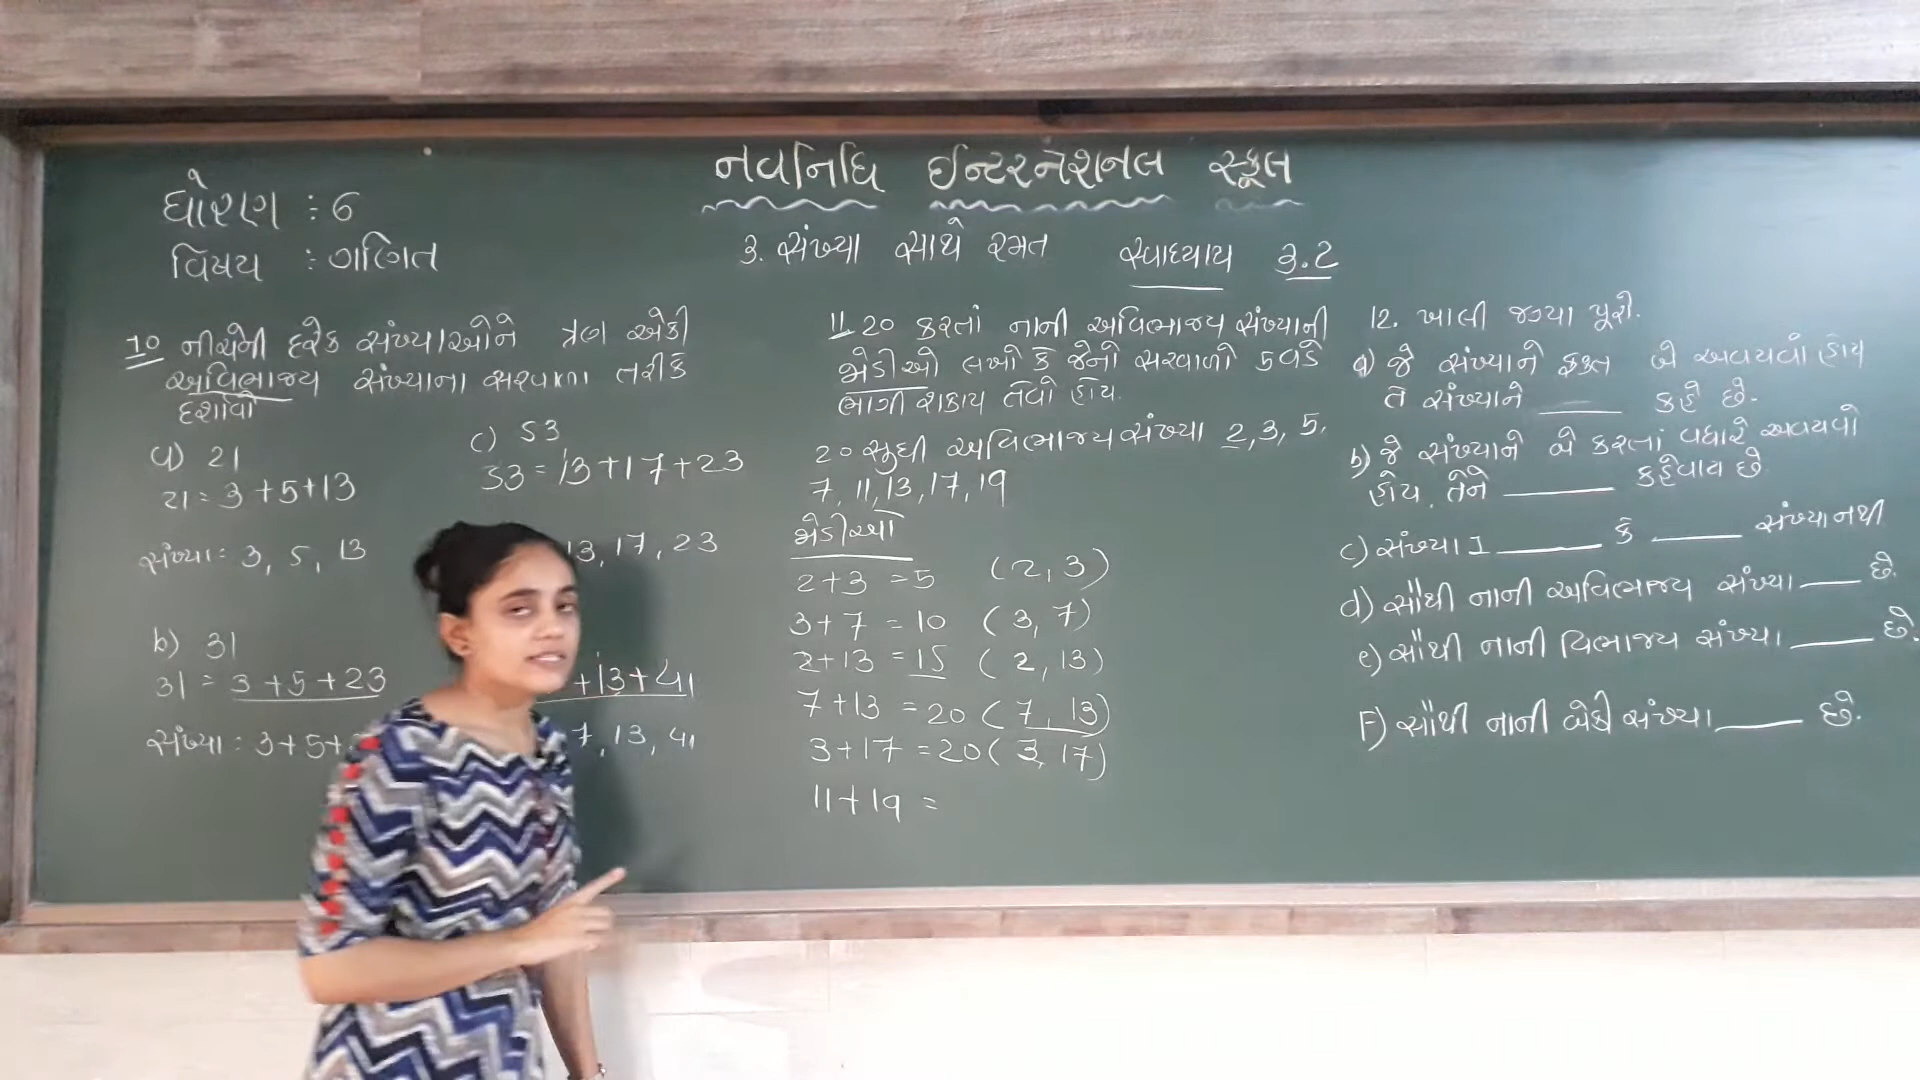 નવનિધિ ઈન્ટરનેશનલ સ્કૂલ
ધોરણ : 6
વિષય : ગણિત
3. સંખ્યા સાથે રમત સ્વાધ્યાય 3.2
10 નીચેની દરેક સંખ્યાઓને ત્રણ એકી
અવિભાજ્ય સંખ્યાના સરવાળા તરીકે
દર્શાવો
a) 21
21 = 3 + 5 + 13
સંખ્યા : 3, 5, 13
b) 31
31 = 3 + 5 + 23
સંખ્યા : 3 + 5 +
c) 53
53 = 13 + 17 + 23
13, 17, 23
+ 13 + 41
7, 13, 41
11. 20 કરતાં નાની અવિભાજ્ય સંખ્યાની
જોડીઓ લખો કે જેનો સરવાળો 5 વડે
ભાગી શકાય તેવો હોય.
20 સુધી અવિભાજ્ય સંખ્યા 2, 3, 5,
7, 11, 13, 17, 19
જોડીઓ
2 + 3 = 5 (2, 3)
3 + 7 = 10 (3, 7)
2 + 13 = 15 (2, 13)
7 + 13 = 20 (7, 13)
3 + 17 = 20 (3, 17)
11 + 19 =
12. ખાલી જગ્યા પૂરો.
a) જે સંખ્યાને ફક્ત બે અવયવો હોય
તે સંખ્યાને ____ કહે છે.
b) જે સંખ્યાને બે કરતાં વધારે અવયવો
હોય, તેને ____ કહેવાય છે
c) સંખ્યા 1 ____ કે ____ સંખ્યા નથી
d) સૌથી નાની અવિભાજ્ય સંખ્યા ____ છે.
e) સૌથી નાની વિભાજ્ય સંખ્યા ____ છે.
F) સૌથી નાની બેકી સંખ્યા ____ છે.